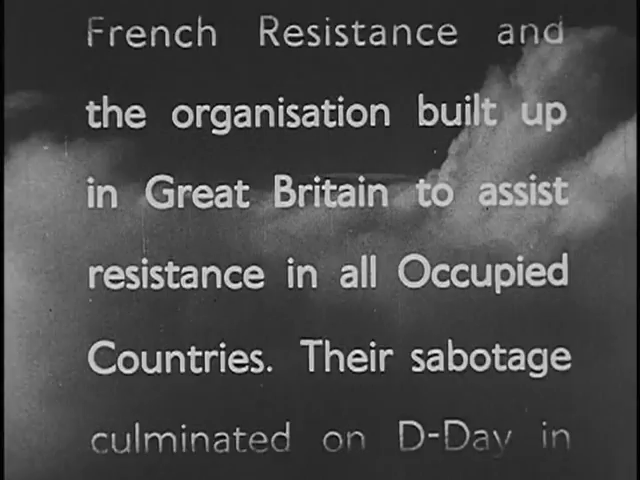 French Resistance and
the organisation built up
in Great Britain to assist
resistance in all Occupied
Countries. Their sabotage
culminated on D-Day in